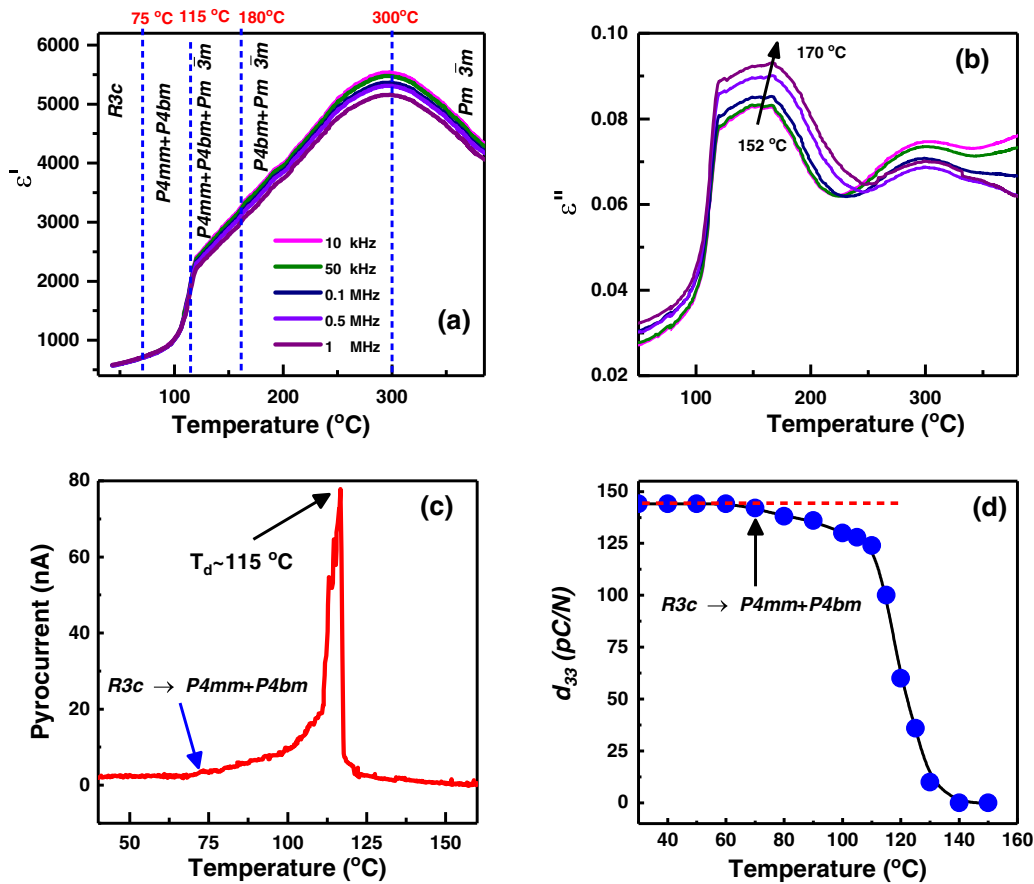 75 °C 115 °C 180°C 300°C
6000
5000
4000
3000
2000
1000
ε'
R3c
P4mm+P4bm
P4mm+P4bm+Pm 3̅m
P4bm+Pm 3̅m
Pm 3̅m
10 kHz
50 kHz
0.1 MHz
0.5 MHz
1 MHz
(a)
100 200 300
Temperature (°C)
0.10
0.08
0.06
0.04
0.02
ε''
(b)
170 °C
152 °C
100 200 300
Temperature (°C)
80
60
40
20
0
Pyrocurrent (nA)
(c)
T_d~115 °C
R3c → P4mm+P4bm
50 75 100 125 150
Temperature (°C)
150
125
100
75
50
25
0
d33 (pC/N)
(d)
R3c → P4mm+P4bm
40 60 80 100 120 140 160
Temperature (°C)